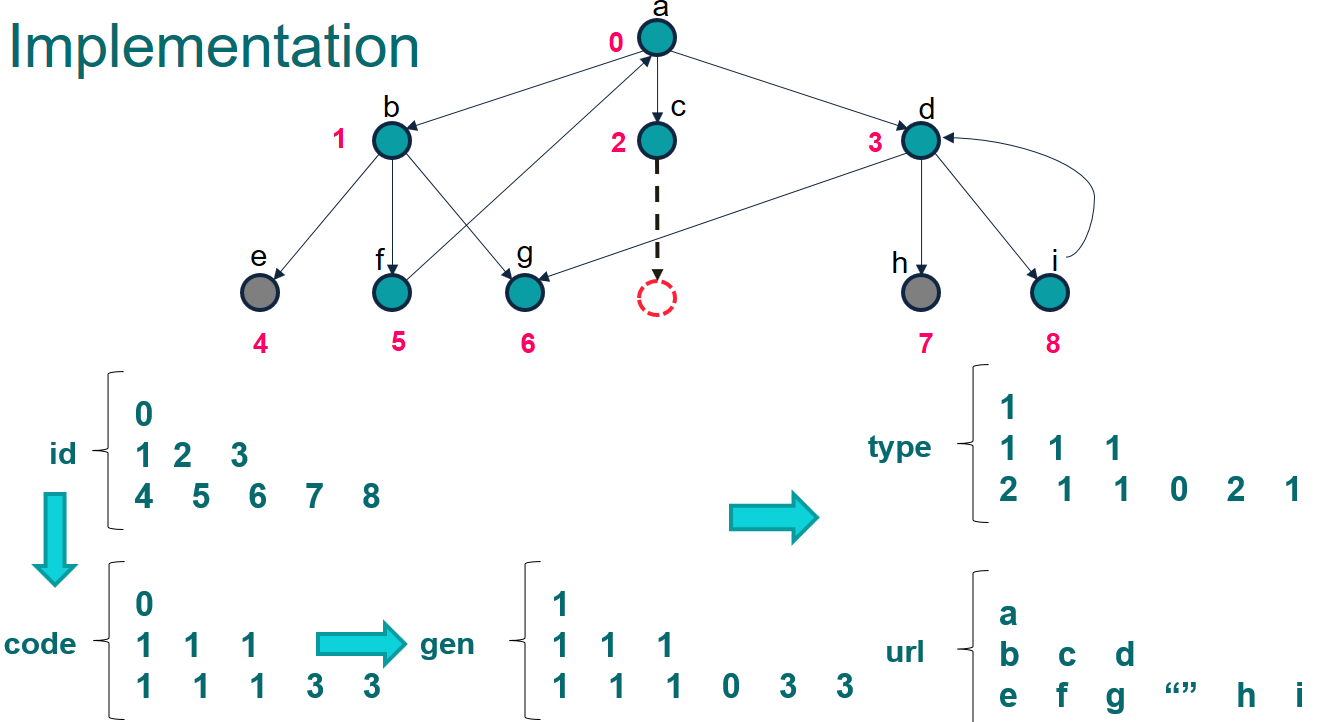 Implementation
a
0
b
c
d
1
2
3
e
f
g
h
i
4
5
6
7
8
id
0
1 2 3
4 5 6 7 8
type
1
1 1 1
2 1 1 0 2 1
code
0
1 1 1
1 1 1 3 3
gen
1
1 1 1
1 1 1 0 3 3
url
a
b c d
e f g “” h i